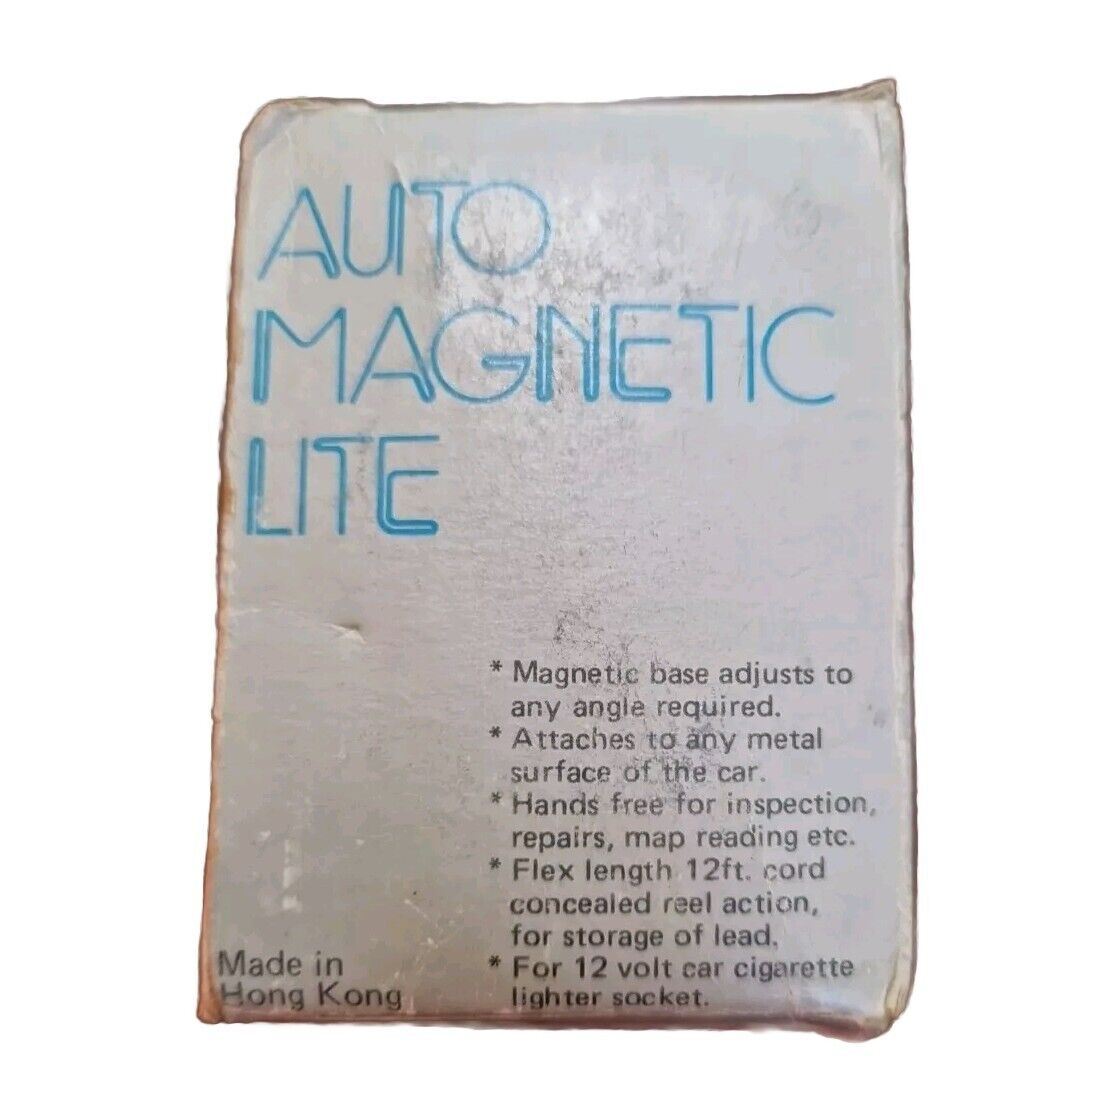 AUTO
MAGNETIC
LITE
* Magnetic base adjusts to
any angle required.
* Attaches to any metal
surface of the car.
* Hands free for inspection,
repairs, map reading etc.
* Flex length 12ft. cord
concealed reel action,
for storage of lead.
* For 12 volt car cigarette
lighter socket.
Made in
Hong Kong